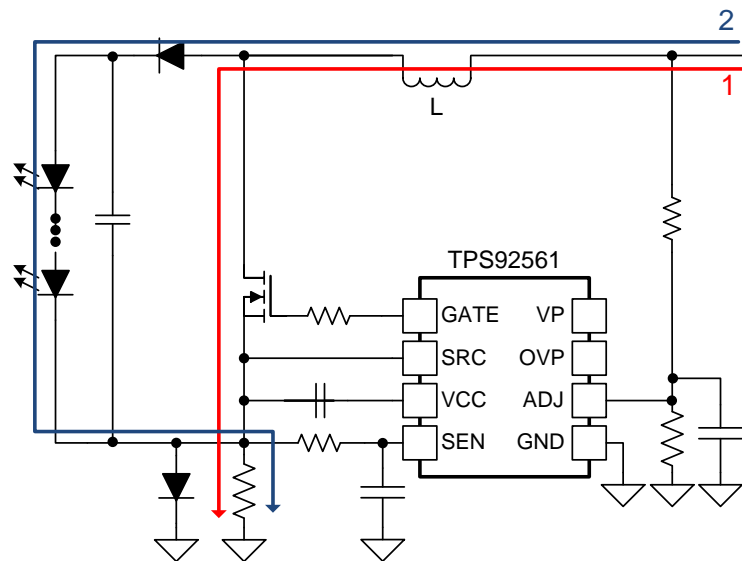 2
1
L
TPS92561
GATE VP
SRC OVP
VCC ADJ
SEN GND